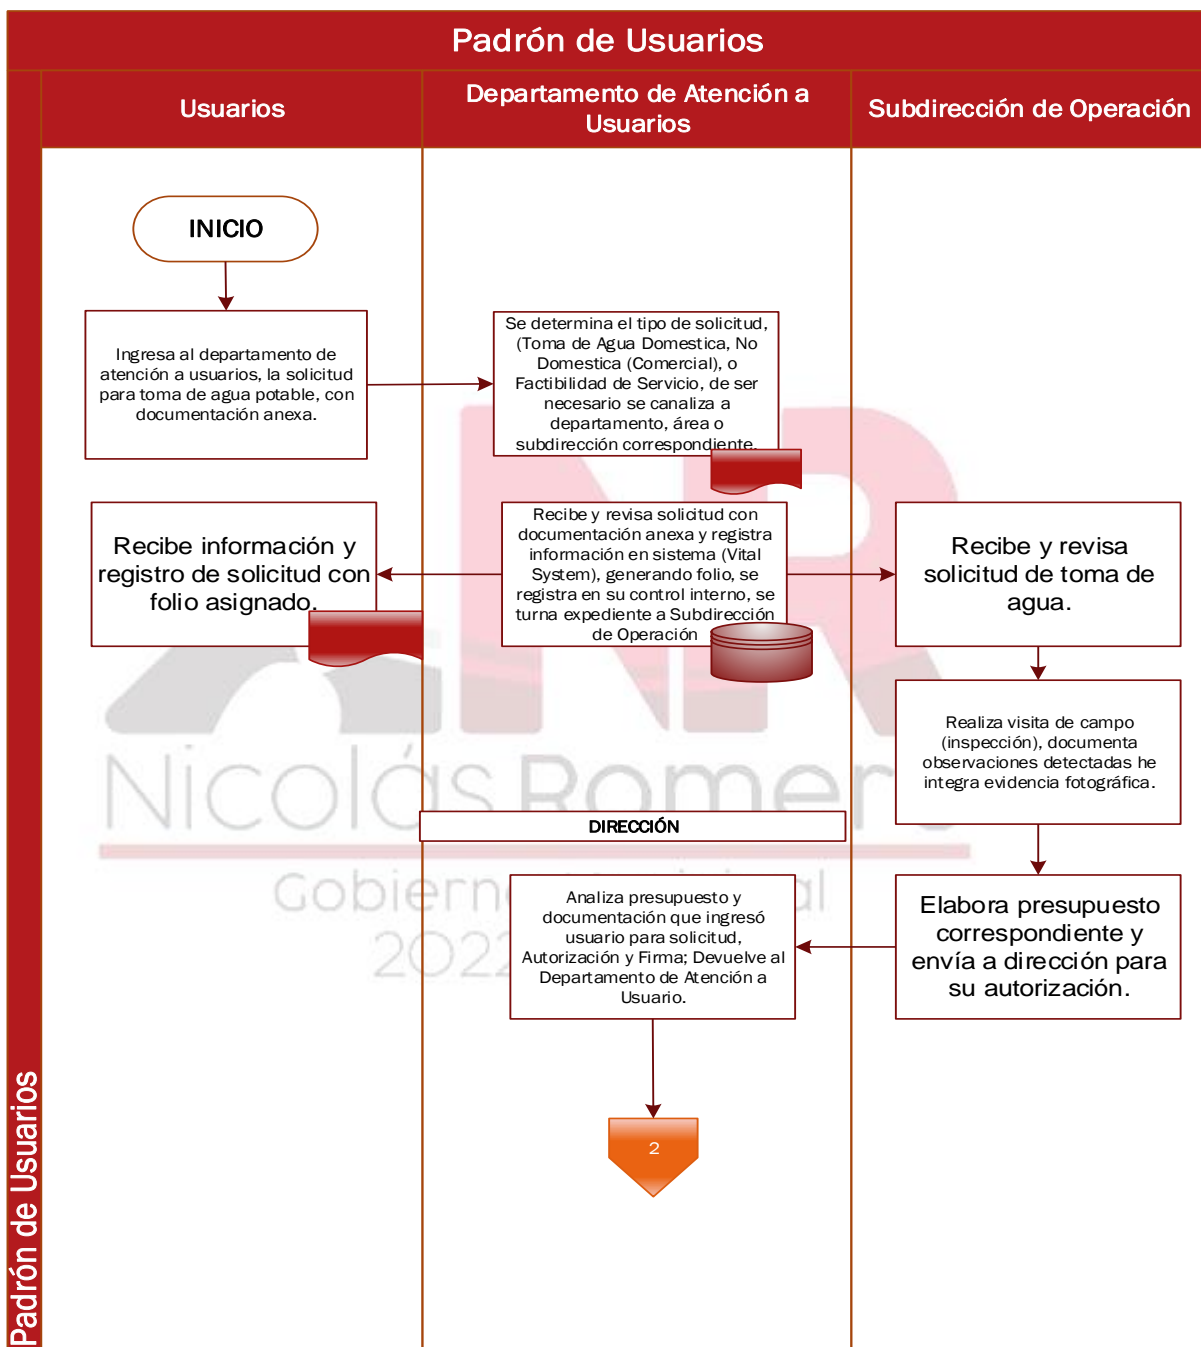 Padrón de Usuarios
Usuarios
Departamento de Atención a
Usuarios
Subdirección de Operación
INICIO
Ingresa al departamento de
atención a usuarios, la solicitud
para toma de agua potable, con
documentación anexa.
Se determina el tipo de solicitud,
(Toma de Agua Domestica, No
Domestica (Comercial), o
Factibilidad de Servicio, de ser
necesario se canaliza a
departamento, área o
subdirección correspondiente.
Recibe información y
registro de solicitud con
folio asignado.
Recibe y revisa solicitud con
documentación anexa y registra
información en sistema (Vital
System), generando folio, se
registra en su control interno, se
turna expediente a Subdirección
de Operación
Recibe y revisa
solicitud de toma de
agua.
Realiza visita de campo
(inspección), documenta
observaciones detectadas he
integra evidencia fotográfica.
DIRECCIÓN
Analiza presupuesto y
documentación que ingresó
usuario para solicitud,
Autorización y Firma; Devuelve al
Departamento de Atención a
Usuario.
Elabora presupuesto
correspondiente y
envía a dirección para
su autorización.
2
Padrón de Usuarios
NR
Nicolás Romer
Gobiern
al
2022